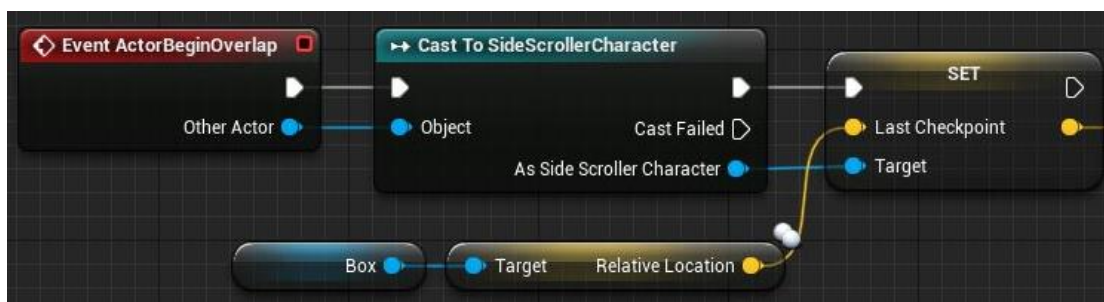 Event ActorBeginOverlap
Other Actor
Cast To SideScrollerCharacter
Object
Cast Failed
As Side Scroller Character
SET
Last Checkpoint
Target
Box
Target Relative Location